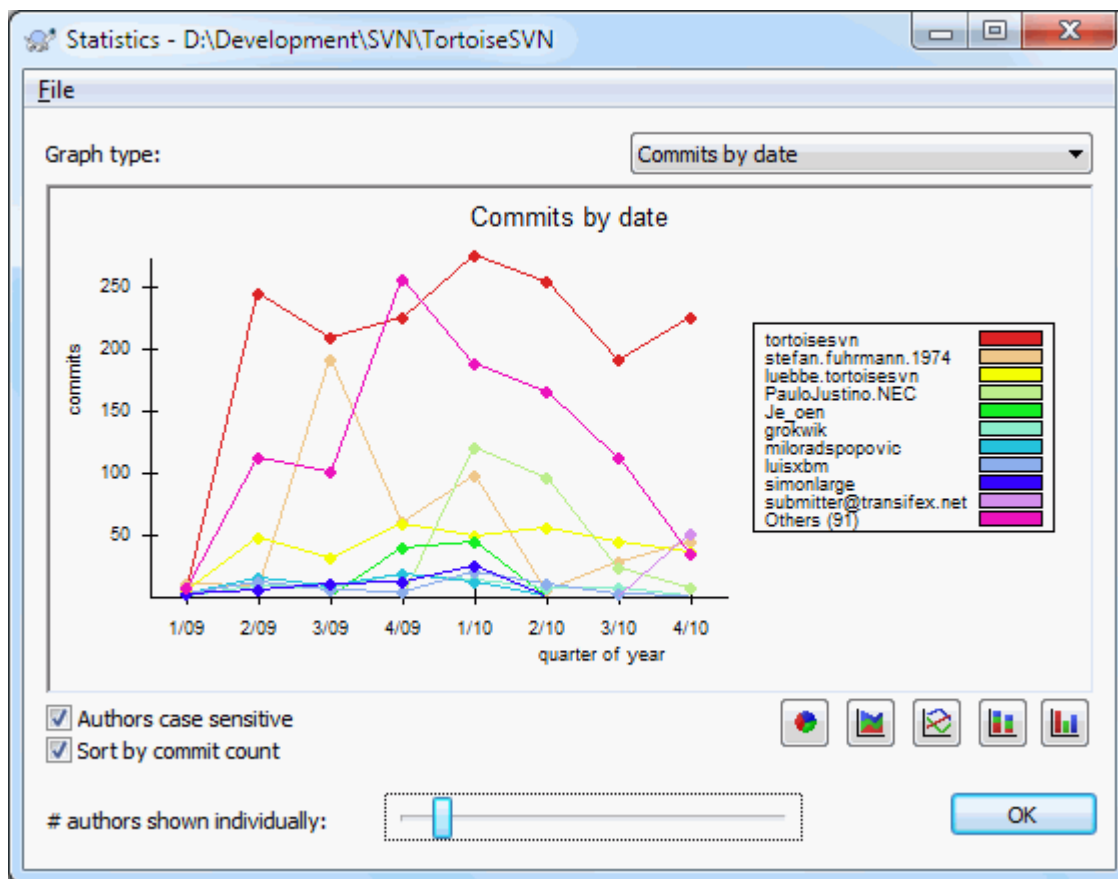 Statistics - D:\Development\SVN\TortoiseSVN
File
Graph type:
Commits by date
Commits by date
commits
250
200
150
100
50
1/09 2/09 3/09 4/09 1/10 2/10 3/10 4/10
quarter of year
tortoisesvn
stefan.fuhrmann.1974
luebbe.tortoisesvn
PauloJustino.NEC
Je_oen
grokwik
miloradspopovic
luisxbm
simonlarge
submitter@transifex.net
Others (91)
Authors case sensitive
Sort by commit count
# authors shown individually:
OK